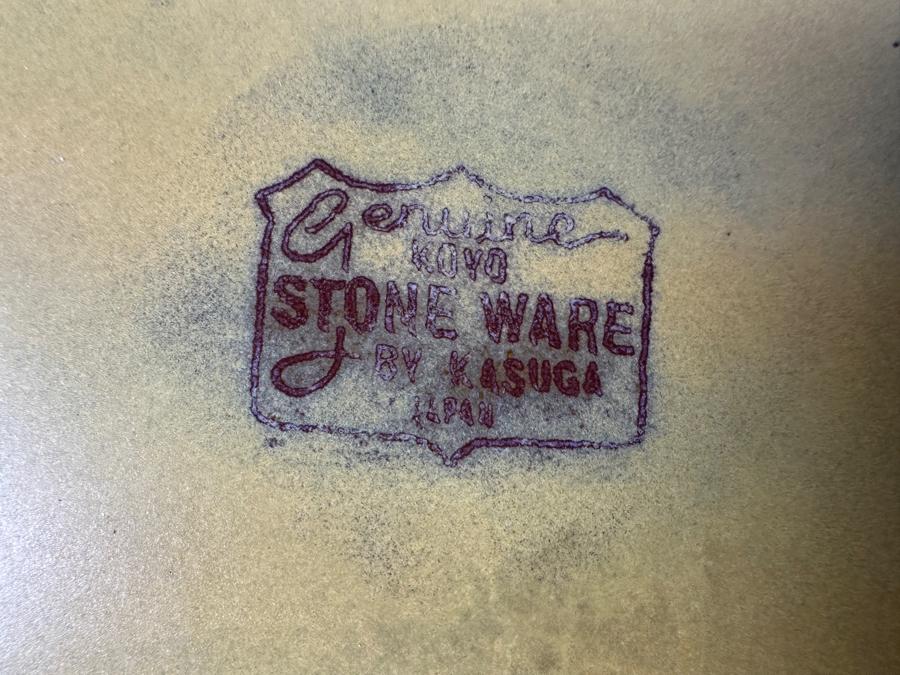 Genuine
KOYO
STONE WARE
BY KASUGA
JAPAN